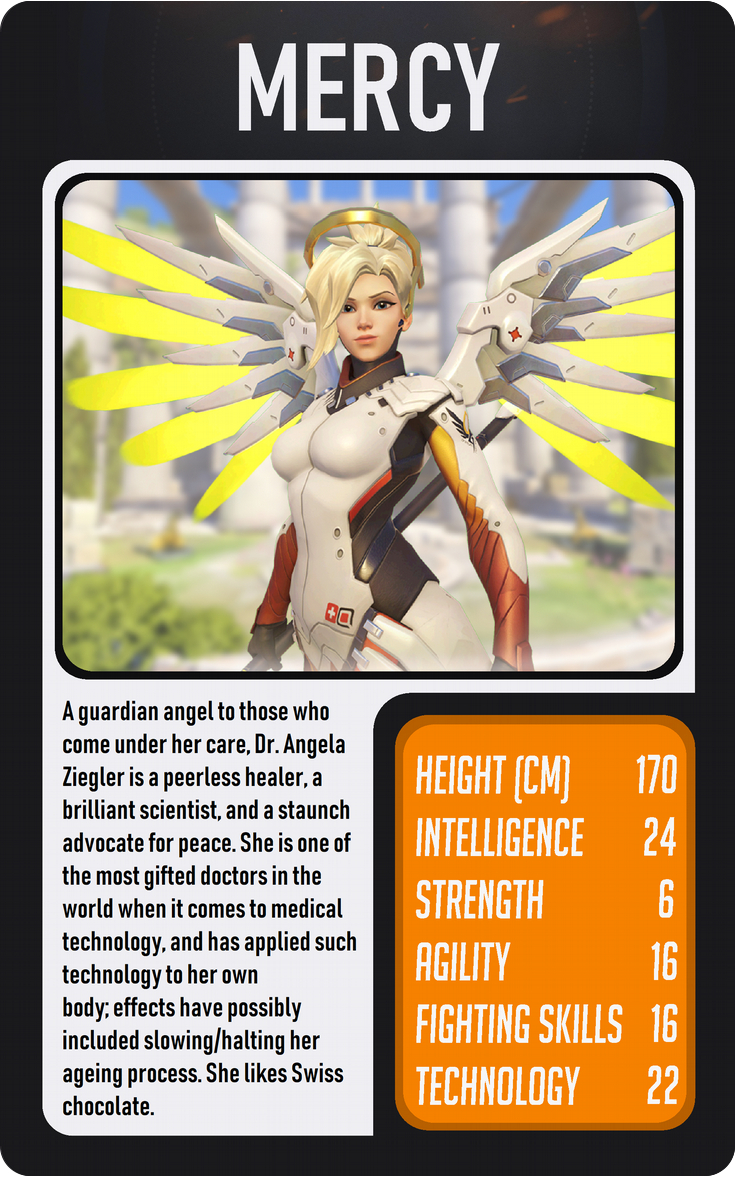 MERCY
A guardian angel to those who
come under her care, Dr. Angela
Ziegler is a peerless healer, a
brilliant scientist, and a staunch
advocate for peace. She is one of
the most gifted doctors in the
world when it comes to medical
technology, and has applied such
technology to her own
body; effects have possibly
included slowing/halting her
ageing process. She likes Swiss
chocolate.
HEIGHT (CM) 170
INTELLIGENCE 24
STRENGTH 6
AGILITY 16
FIGHTING SKILLS 16
TECHNOLOGY 22